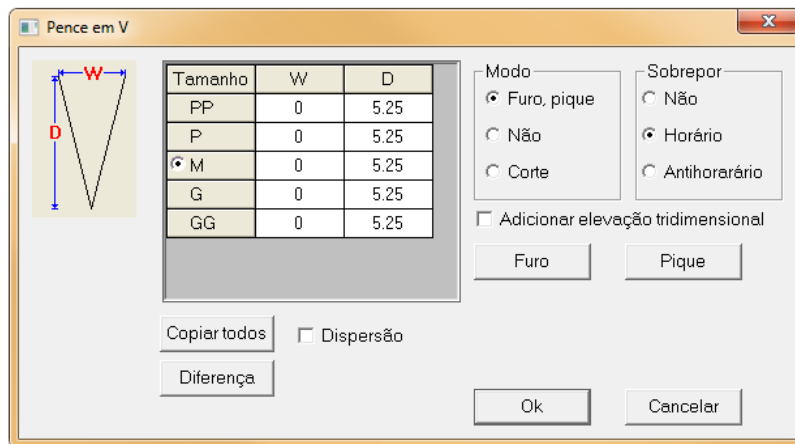 Pence em V
W
D
Tamanho W D
PP 0 5.25
P 0 5.25
M 0 5.25
G 0 5.25
GG 0 5.25
Modo
Furo, pique
Não
Corte
Sobrepor
Não
Horário
Antihorarário
Adicionar elevação tridimensional
Furo Pique
Copiar todos Dispersão
Diferença
Ok Cancelar